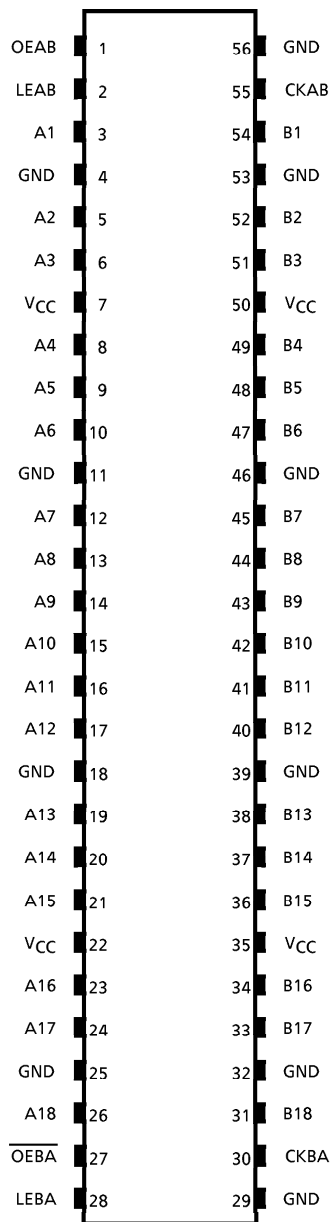 OEAB 1 56 GND
LEAB 2 55 CKAB
A1 3 54 B1
GND 4 53 GND
A2 5 52 B2
A3 6 51 B3
VCC 7 50 VCC
A4 8 49 B4
A5 9 48 B5
A6 10 47 B6
GND 11 46 GND
A7 12 45 B7
A8 13 44 B8
A9 14 43 B9
A10 15 42 B10
A11 16 41 B11
A12 17 40 B12
GND 18 39 GND
A13 19 38 B13
A14 20 37 B14
A15 21 36 B15
VCC 22 35 VCC
A16 23 34 B16
A17 24 33 B17
GND 25 32 GND
A18 26 31 B18
O̅E̅B̅A̅ 27 30 CKBA
LEBA 28 29 GND